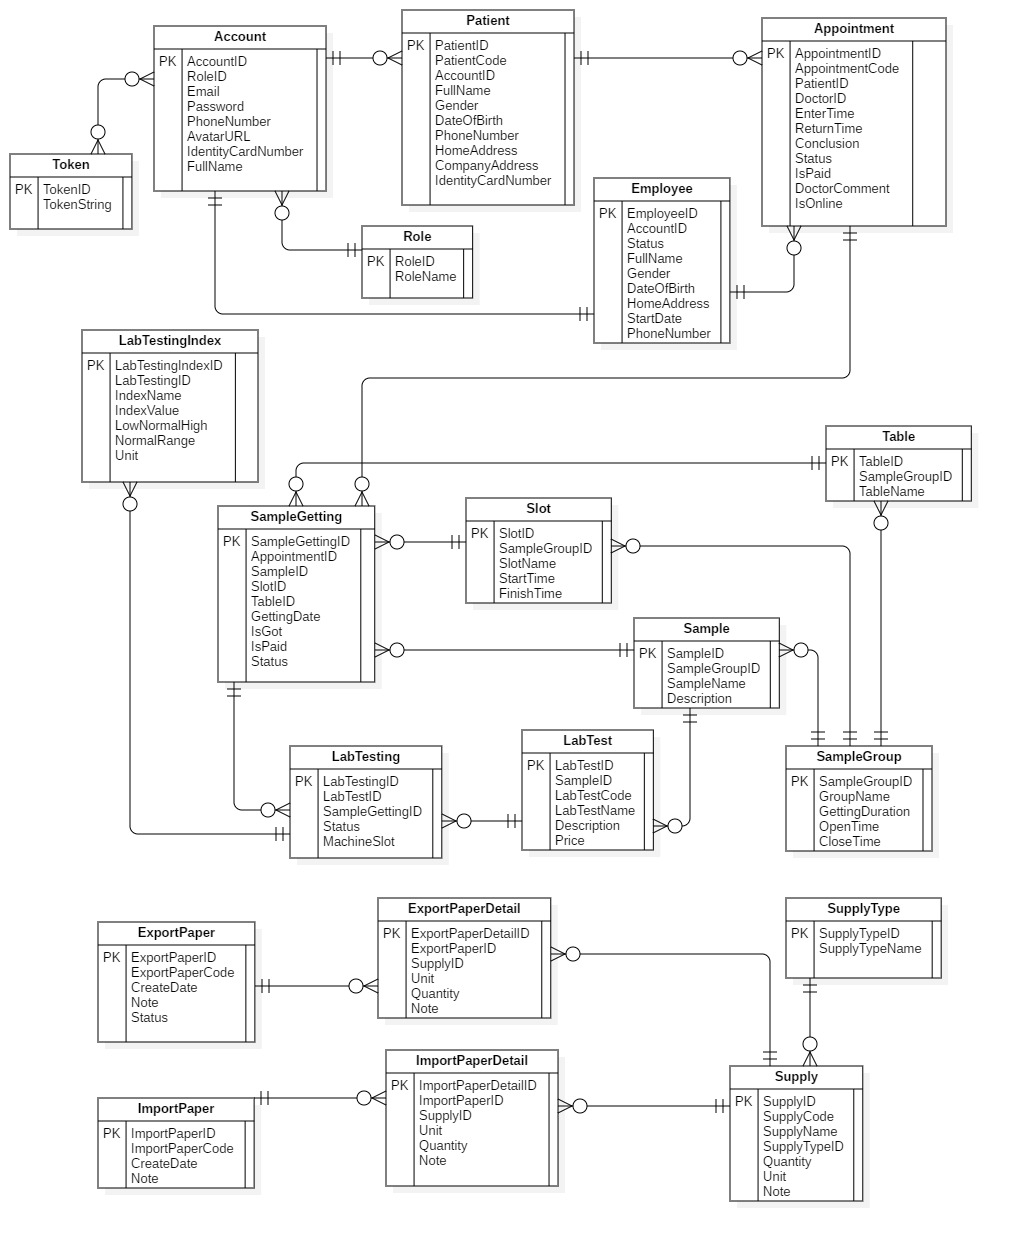 Account
PK
AccountID
RoleID
Email
Password
PhoneNumber
AvatarURL
IdentityCardNumber
FullName
Patient
PK
PatientID
PatientCode
AccountID
FullName
Gender
DateOfBirth
PhoneNumber
HomeAddress
CompanyAddress
IdentityCardNumber
Appointment
PK
AppointmentID
AppointmentCode
PatientID
DoctorID
EnterTime
ReturnTime
Conclusion
Status
IsPaid
DoctorComment
IsOnline
Token
PK
TokenID
TokenString
Employee
PK
EmployeeID
AccountID
Status
FullName
Gender
DateOfBirth
HomeAddress
StartDate
PhoneNumber
Role
PK
RoleID
RoleName
LabTestingIndex
PK
LabTestingIndexID
LabTestingID
IndexName
IndexValue
LowNormalHigh
NormalRange
Unit
Table
PK
TableID
SampleGroupID
TableName
SampleGetting
PK
SampleGettingID
AppointmentID
SampleID
SlotID
TableID
GettingDate
IsGot
IsPaid
Status
Slot
PK
SlotID
SampleGroupID
SlotName
StartTime
FinishTime
Sample
PK
SampleID
SampleGroupID
SampleName
Description
LabTesting
PK
LabTestingID
LabTestID
SampleGettingID
Status
MachineSlot
LabTest
PK
LabTestID
SampleID
LabTestCode
LabTestName
Description
Price
SampleGroup
PK
SampleGroupID
GroupName
GettingDuration
OpenTime
CloseTime
ExportPaper
PK
ExportPaperID
ExportPaperCode
CreateDate
Note
Status
ExportPaperDetail
PK
ExportPaperDetailID
ExportPaperID
SupplyID
Unit
Quantity
Note
SupplyType
PK
SupplyTypeID
SupplyTypeName
ImportPaper
PK
ImportPaperID
ImportPaperCode
CreateDate
Note
ImportPaperDetail
PK
ImportPaperDetailID
ImportPaperID
SupplyID
Unit
Quantity
Note
Supply
PK
SupplyID
SupplyCode
SupplyName
SupplyTypeID
Quantity
Unit
Note